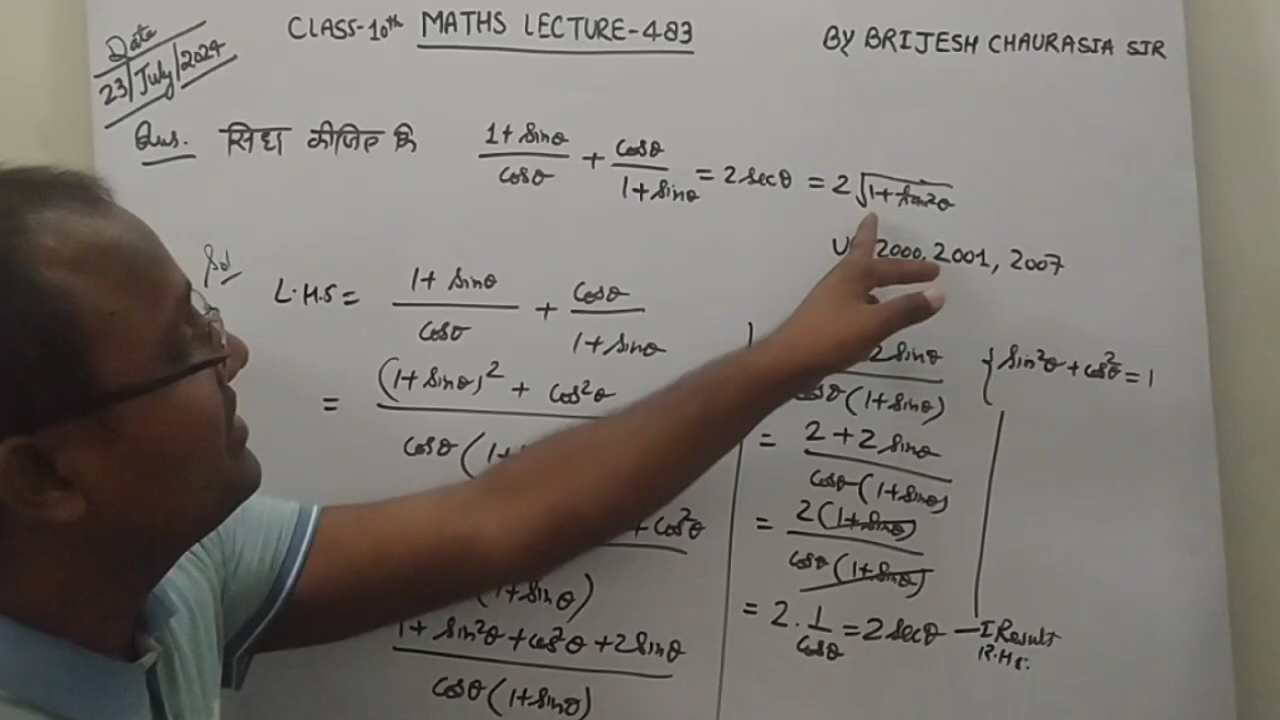 Date
23/July/2024
CLASS-10th MATHS LECTURE-483
BY BRIJESH CHAURASIA SIR
Qus. सिद्ध कीजिए कि (1+sinθ)/cosθ + cosθ/(1+sinθ) = 2secθ = 2√(1+tan²θ)
2000, 2001, 2007
Sol
L.H.S = (1+sinθ)/cosθ + cosθ/(1+sinθ)
= ((1+sinθ)² + cos²θ)/(cosθ(1+
+cos²θ
(1+sinθ)
(1+sin²θ+cos²θ+2sinθ)/(cosθ(1+sinθ))
2sinθ/(cosθ(1+sinθ)) {sin²θ+cos²θ=1
= (2+2sinθ)/(cosθ(1+sinθ))
= 2(1+sinθ)/(cosθ(1+sinθ))
= 2·1/cosθ = 2secθ — I Result
R.H.S.